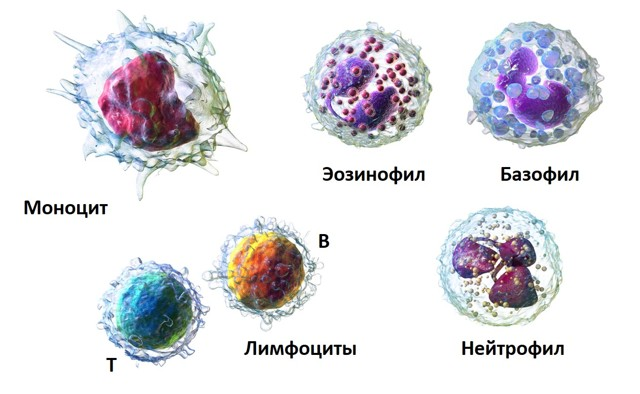 Эозинофил
Базофил
Моноцит
В
Т
Лимфоциты
Нейтрофил